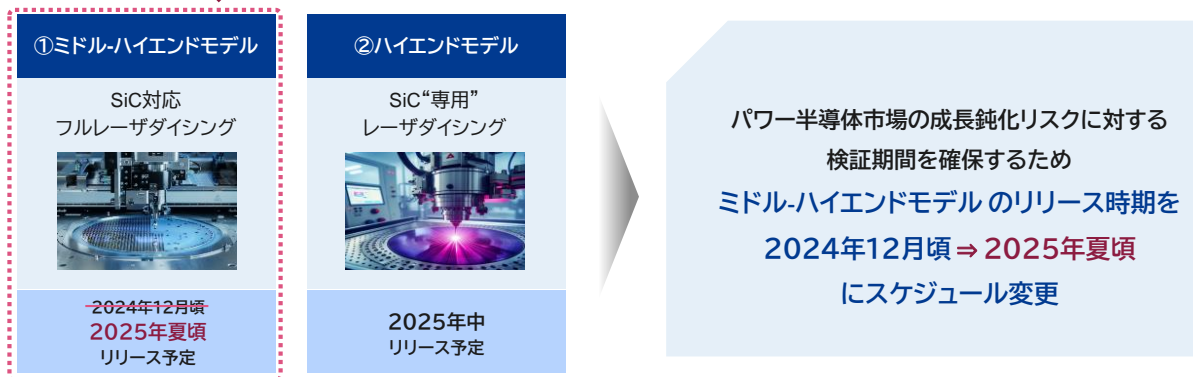 ①ミドル-ハイエンドモデル
SiC対応
フルレーザダイシング
2024年12月頃
2025年夏頃
リリース予定
②ハイエンドモデル
SiC“専用”
レーザダイシング
2025年中
リリース予定
パワー半導体市場の成長鈍化リスクに対する
検証期間を確保するため
ミドル-ハイエンドモデル のリリース時期を
2024年12月頃⇒2025年夏頃
にスケジュール変更